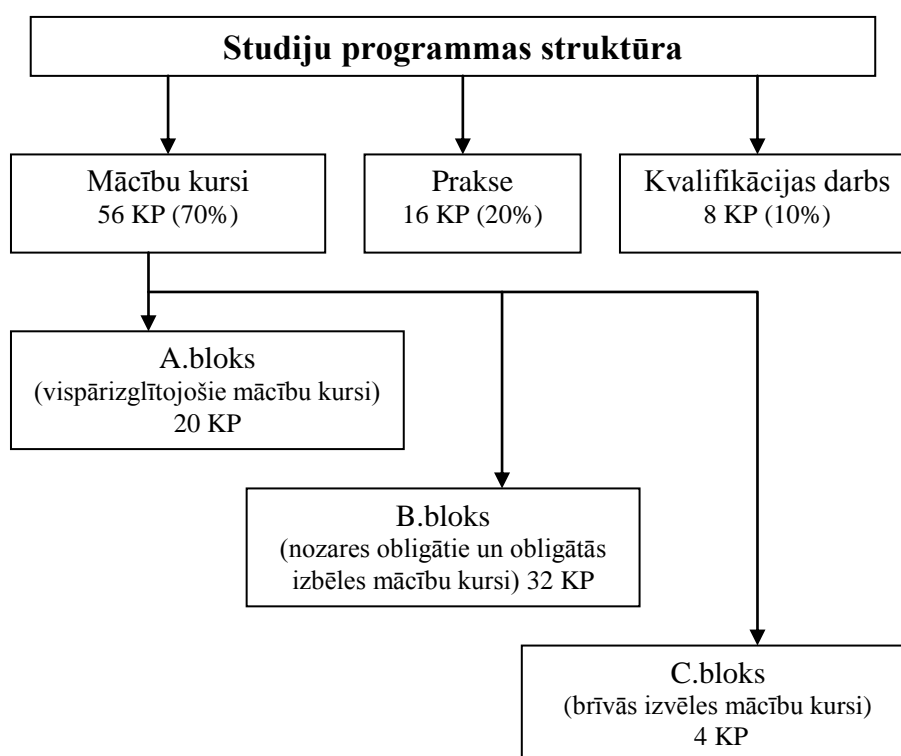 Studiju programmas struktūra
Mācību kursi
56 KP (70%)
Prakse
16 KP (20%)
Kvalifikācijas darbs
8 KP (10%)
A.bloks
(vispārizglītojošie mācību kursi)
20 KP
B.bloks
(nozares obligātie un obligātās
izbēles mācību kursi) 32 KP
C.bloks
(brīvās izvēles mācību kursi)
4 KP